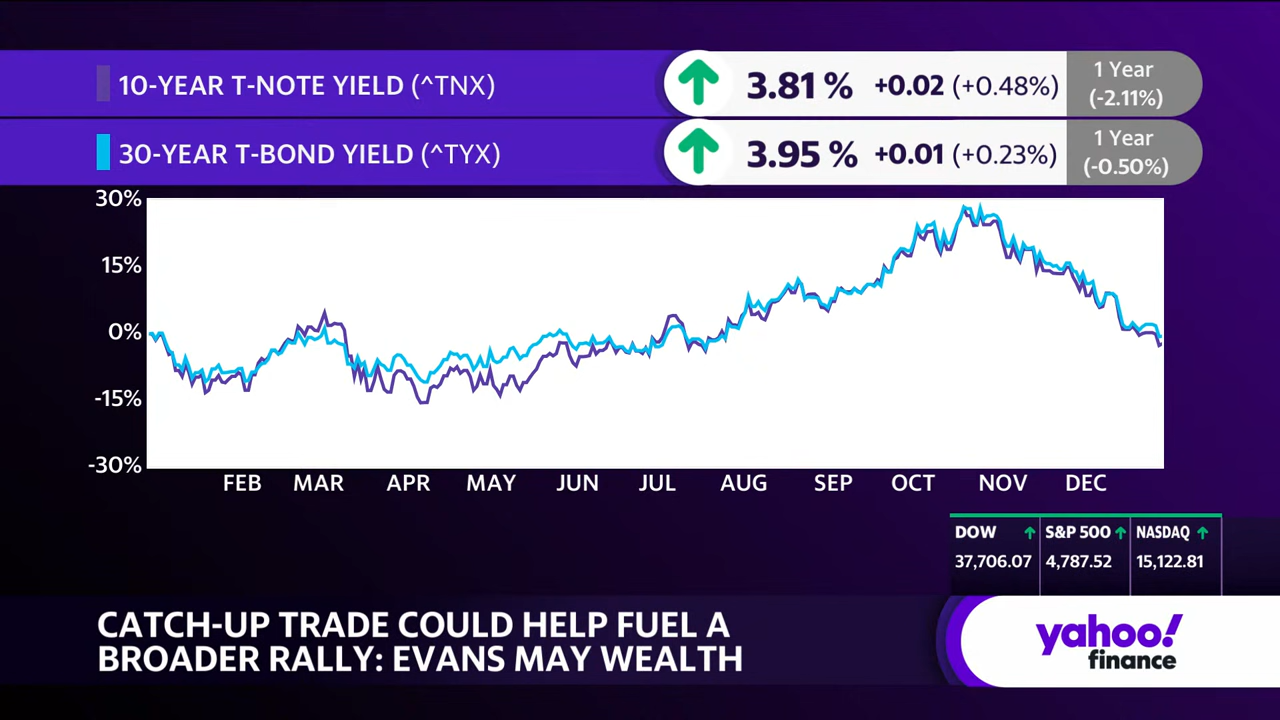 10-YEAR T-NOTE YIELD (^TNX) 3.81 % +0.02 (+0.48%) 1 Year (-2.11%)
30-YEAR T-BOND YIELD (^TYX) 3.95 % +0.01 (+0.23%) 1 Year (-0.50%)
30%
15%
0%
-15%
-30%
FEB MAR APR MAY JUN JUL AUG SEP OCT NOV DEC
DOW S&P 500 NASDAQ
37,706.07 4,787.52 15,122.81
CATCH-UP TRADE COULD HELP FUEL A
BROADER RALLY: EVANS MAY WEALTH
yahoo!
finance